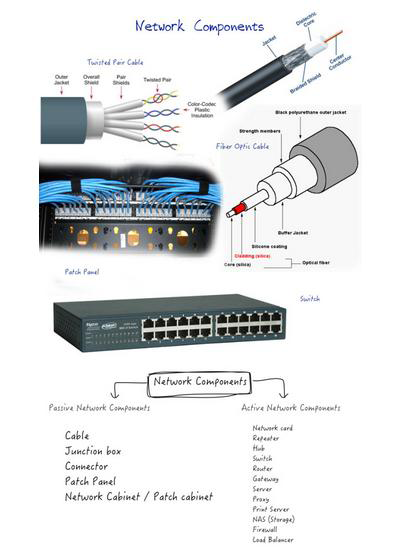 Network Components
Dielectric Core
Jacket
Center Conductor
Braided Shield
Twisted Pair Cable
Outer Jacket
Overall Shield
Pair Shields
Twisted Pair
Color-Coded Plastic Insulation
Black polyurethane outer jacket
Strength members
Fiber Optic Cable
Buffer Jacket
Silicone coating
Cladding (silica)
Core (silica)
Optical fiber
Patch Panel
Switch
Network Components
Passive Network Components
Cable
Junction box
Connector
Patch Panel
Network Cabinet / Patch cabinet
Active Network Components
Network card
Repeater
Hub
Switch
Router
Gateway
Server
Proxy
Print Server
NAS (Storage)
Firewall
Load Balancer